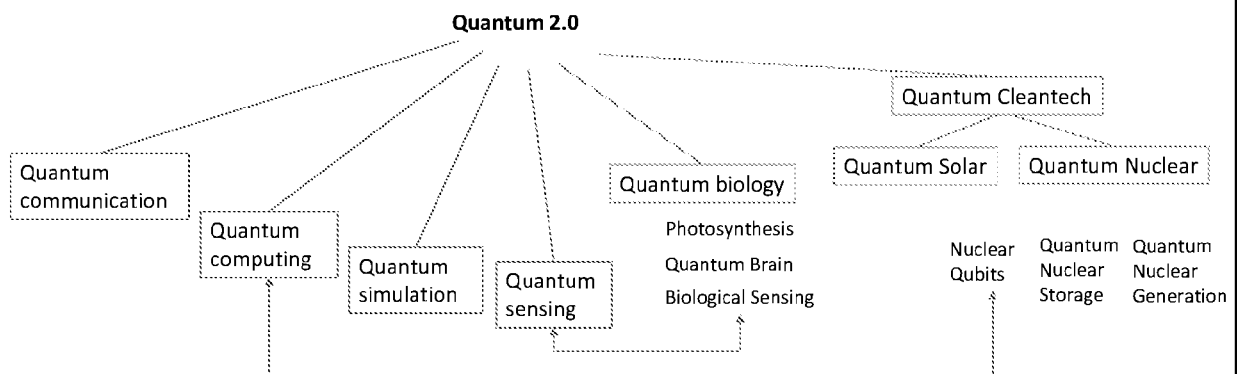 Quantum 2.0
Quantum Cleantech
Quantum
communication
Quantum
computing
Quantum
simulation
Quantum
sensing
Quantum biology
Photosynthesis
Quantum Brain
Biological Sensing
Quantum Solar
Quantum Nuclear
Nuclear
Qubits
Quantum
Nuclear
Storage
Quantum
Nuclear
Generation